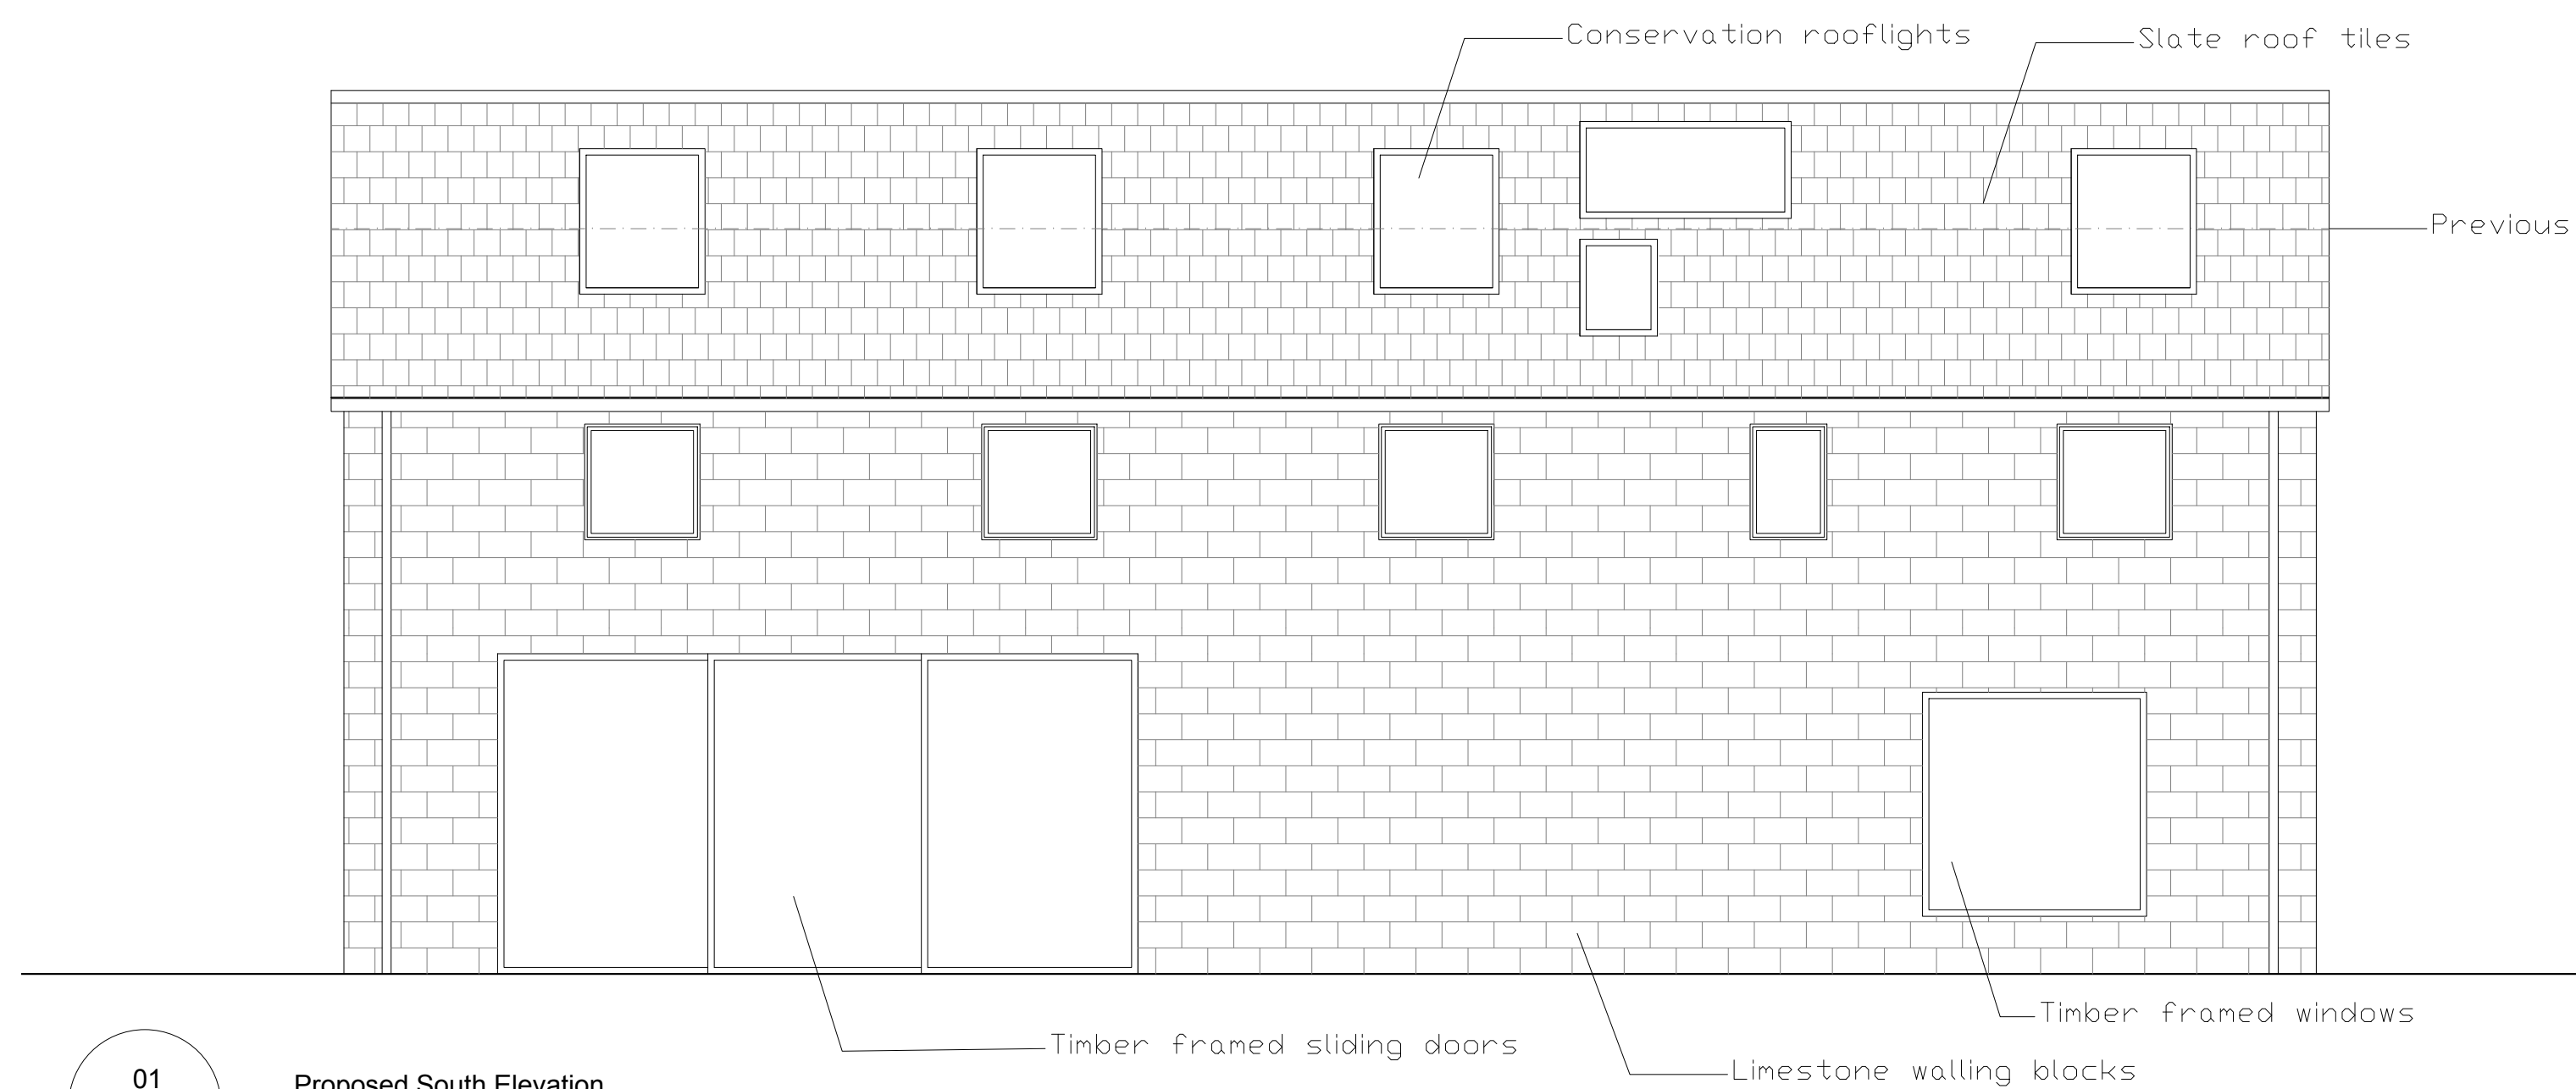 Conservation rooflights
Slate roof tiles
Previous
Timber framed windows
Timber framed sliding doors
Limestone walling blocks
01
Proposed South Elevation